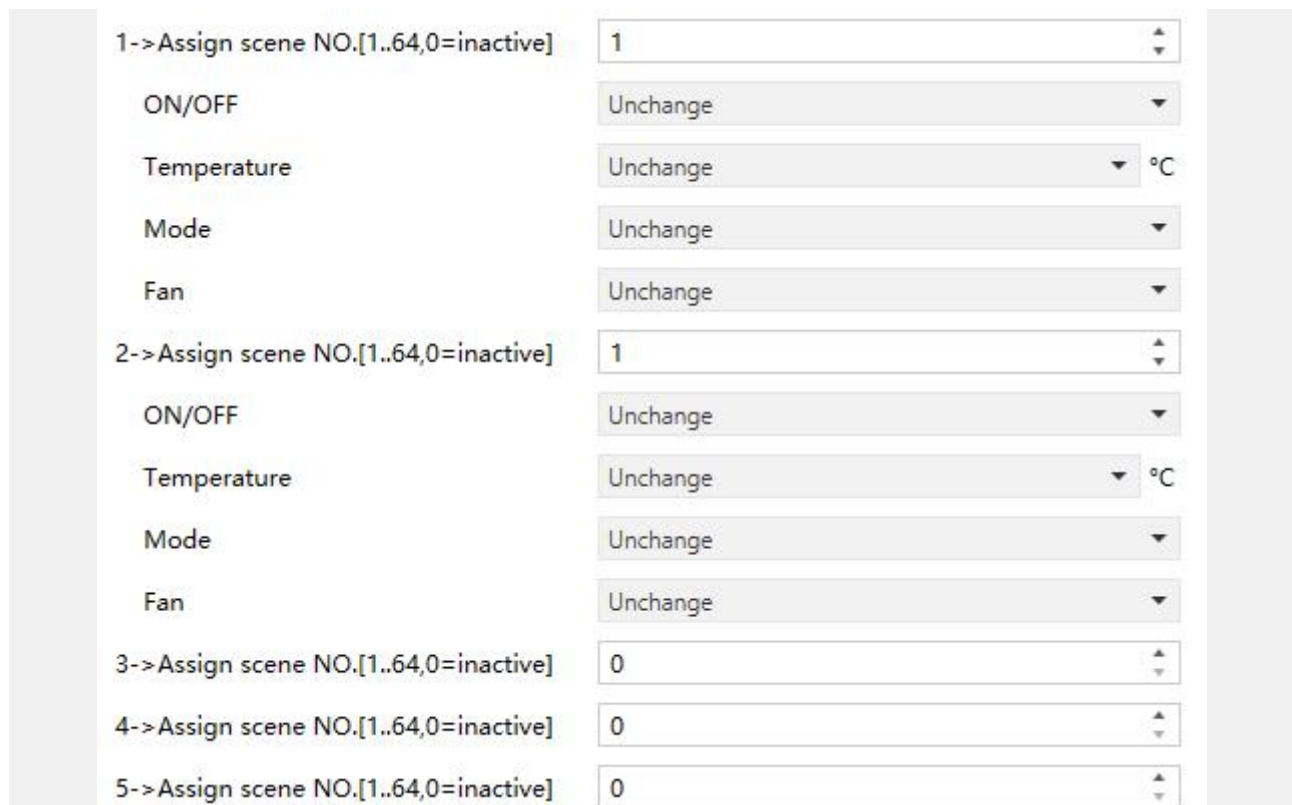 1->Assign scene NO.[1..64,0=inactive] 1
ON/OFF Unchange
Temperature Unchange °C
Mode Unchange
Fan Unchange
2->Assign scene NO.[1..64,0=inactive] 1
ON/OFF Unchange
Temperature Unchange °C
Mode Unchange
Fan Unchange
3->Assign scene NO.[1..64,0=inactive] 0
4->Assign scene NO.[1..64,0=inactive] 0
5->Assign scene NO.[1..64,0=inactive] 0